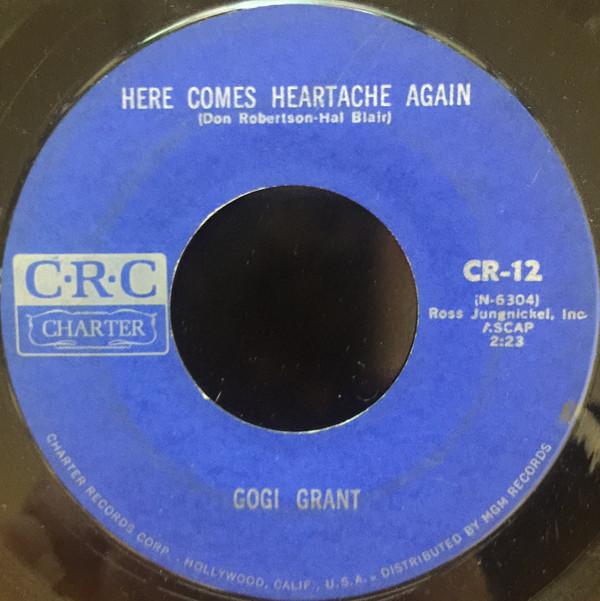 HERE COMES HEARTACHE AGAIN
(Don Robertson-Hal Blair)
C·R·C
CHARTER
CR-12
(N-6304)
Ross Jungnickel, Inc.
ASCAP
2:23
GOGI GRANT
CHARTER RECORDS CORP. . HOLLYWOOD, CALIF., U.S.A. - DISTRIBUTED BY MGM RECORDS